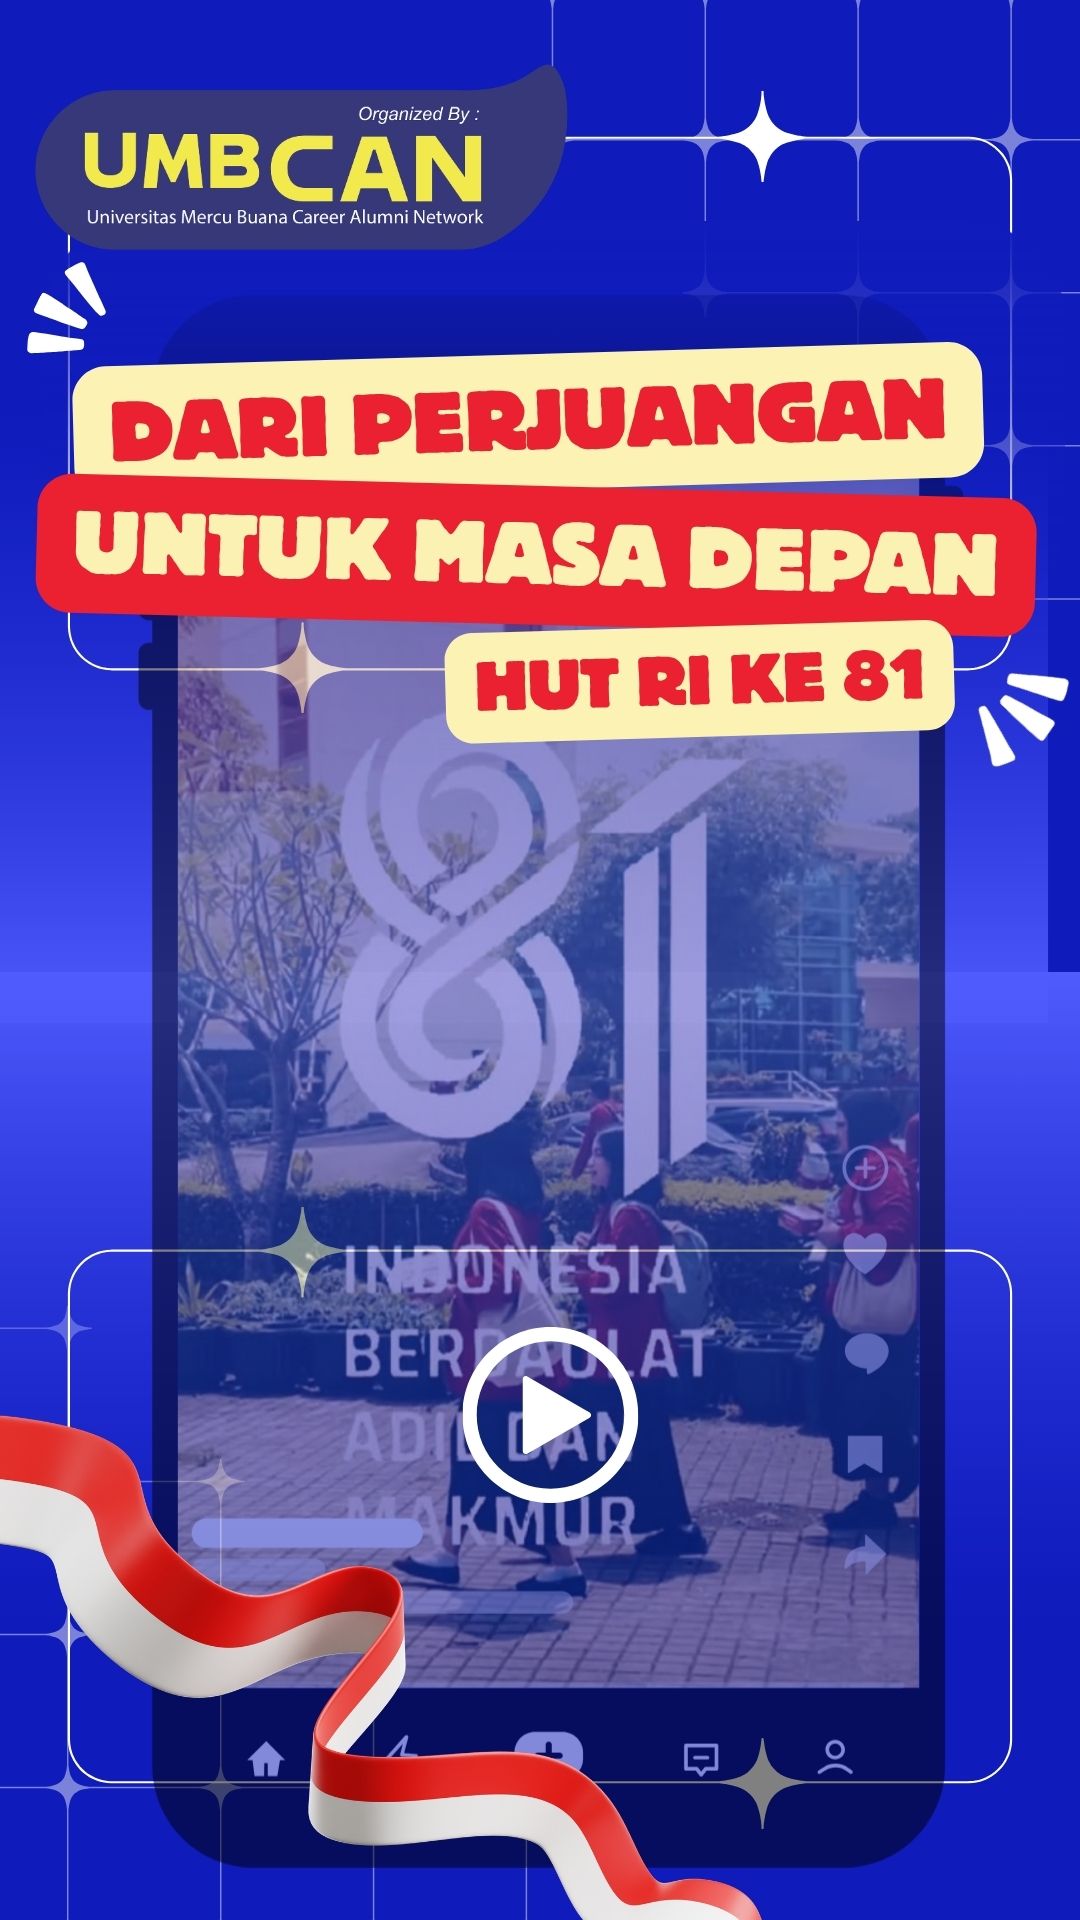 Organized By :
UMBCAN
Universitas Mercu Buana Career Alumni Network
DARI PERJUANGAN
UNTUK MASA DEPAN
HUT RI KE 81
81
INDONESIA
BERDAULAT
ADIL DAN
MAKMUR